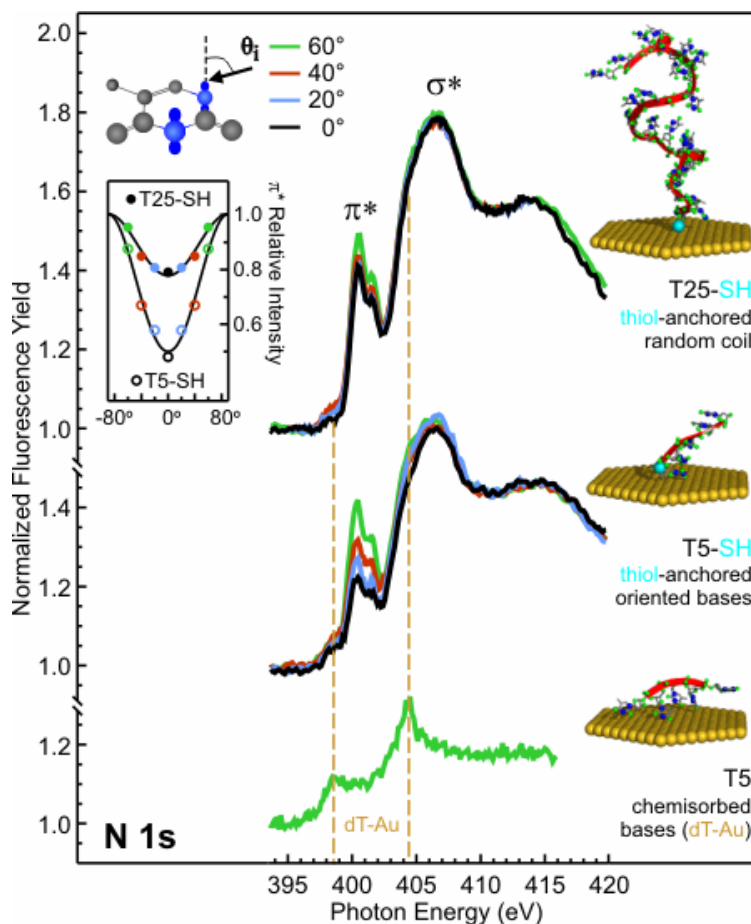 2.0
1.8
1.6
1.4
1.2
1.0
1.4
1.2
1.0
1.2
1.0
Normalized Fluorescence Yield
θi
60°
40°
20°
0°
σ*
π*
T25-SH
T5-SH
1.0
0.8
0.6
π* Relative Intensity
-80° 0° 80°
T25-SH
thiol-anchored
random coil
T5-SH
thiol-anchored
oriented bases
T5
chemisorbed
bases (dT-Au)
dT-Au
N 1s
395 400 405 410 415 420
Photon Energy (eV)